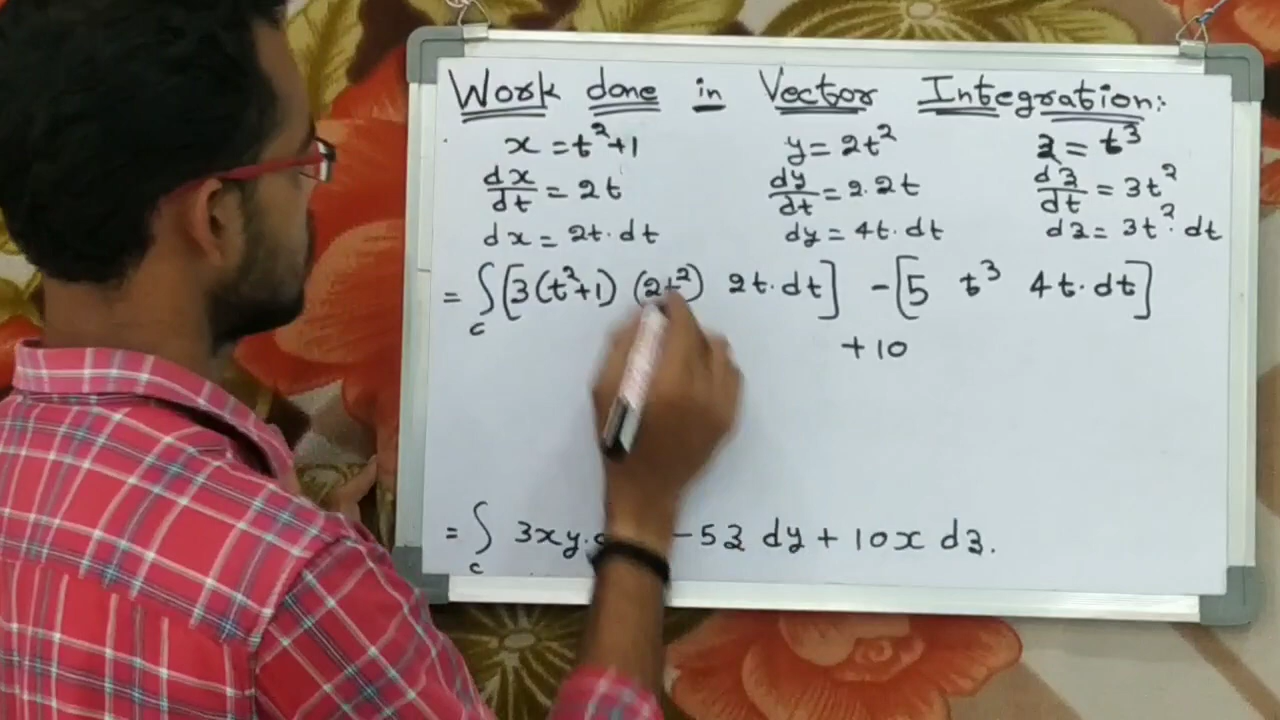 Work done in Vector Integration:
x = t²+1 y = 2t² z = t³
dx/dt = 2t dy/dt = 2.2t dz/dt = 3t²
dx = 2t.dt dy = 4t.dt dz = 3t².dt
= ∫c [3(t²+1) (2t²) 2t.dt] - [5 t³ 4t.dt]
+10
= ∫c 3xy. -5z dy + 10x dz.